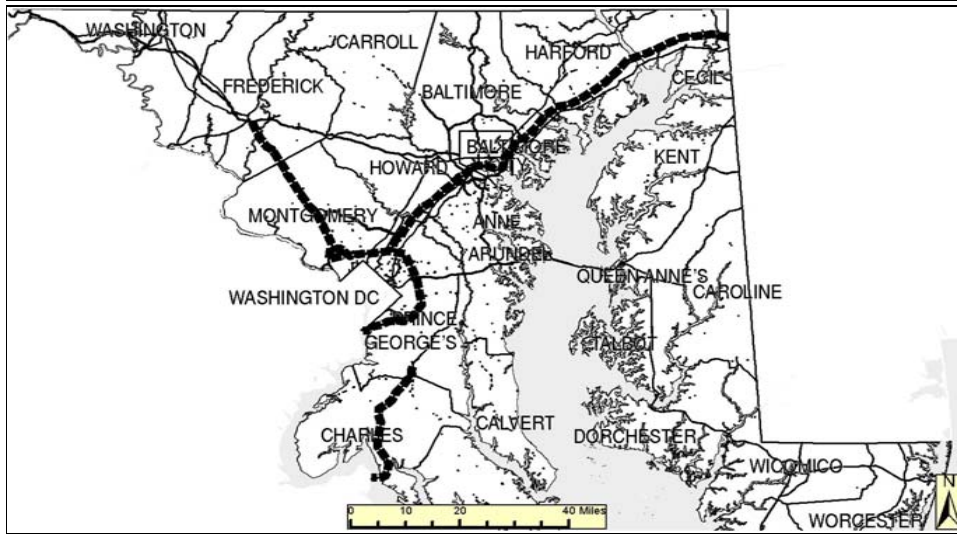 WASHINGTON
CARROLL
HARFORD
CECIL
FREDERICK
BALTIMORE
BALTIMORE
CITY
KENT
HOWARD
MONTGOMERY
ANNE
ARUNDEL
QUEEN ANNE'S
CAROLINE
WASHINGTON DC
PRINCE
GEORGE'S
TALBOT
CHARLES
CALVERT
DORCHESTER
WICOMICO
N
0 10 20 40 Miles
WORCESTER